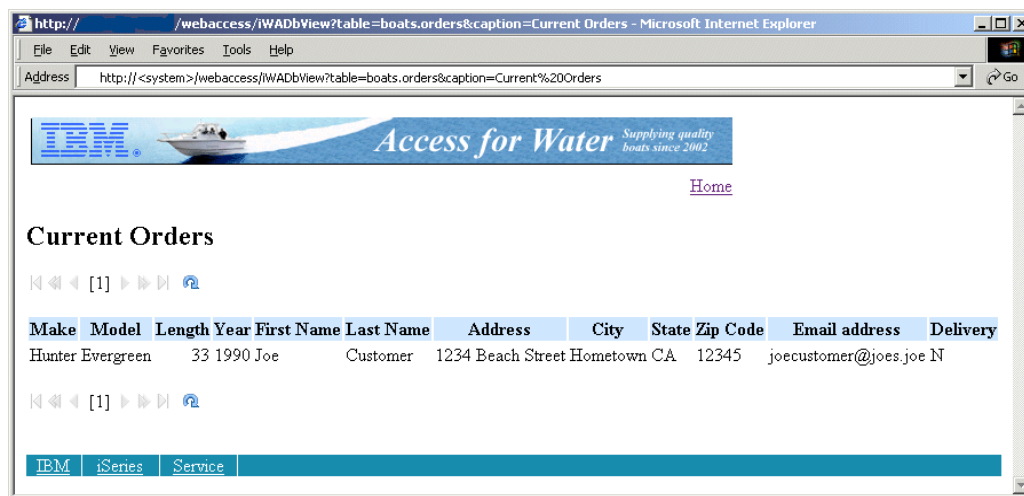 http:// /webaccess/iWADbView?table=boats.orders&caption=Current Orders - Microsoft Internet Explorer
File Edit View Favorites Tools Help
Address http://<system>/webaccess/iWADbView?table=boats.orders&caption=Current%20Orders Go
IBM. Access for Water Supplying quality
boats since 2002
Home
Current Orders
[1]
Make Model Length Year First Name Last Name Address City State Zip Code Email address Delivery
Hunter Evergreen 33 1990 Joe Customer 1234 Beach Street Hometown CA 12345 joecustomer@joes.joe N
[1]
IBM iSeries Service